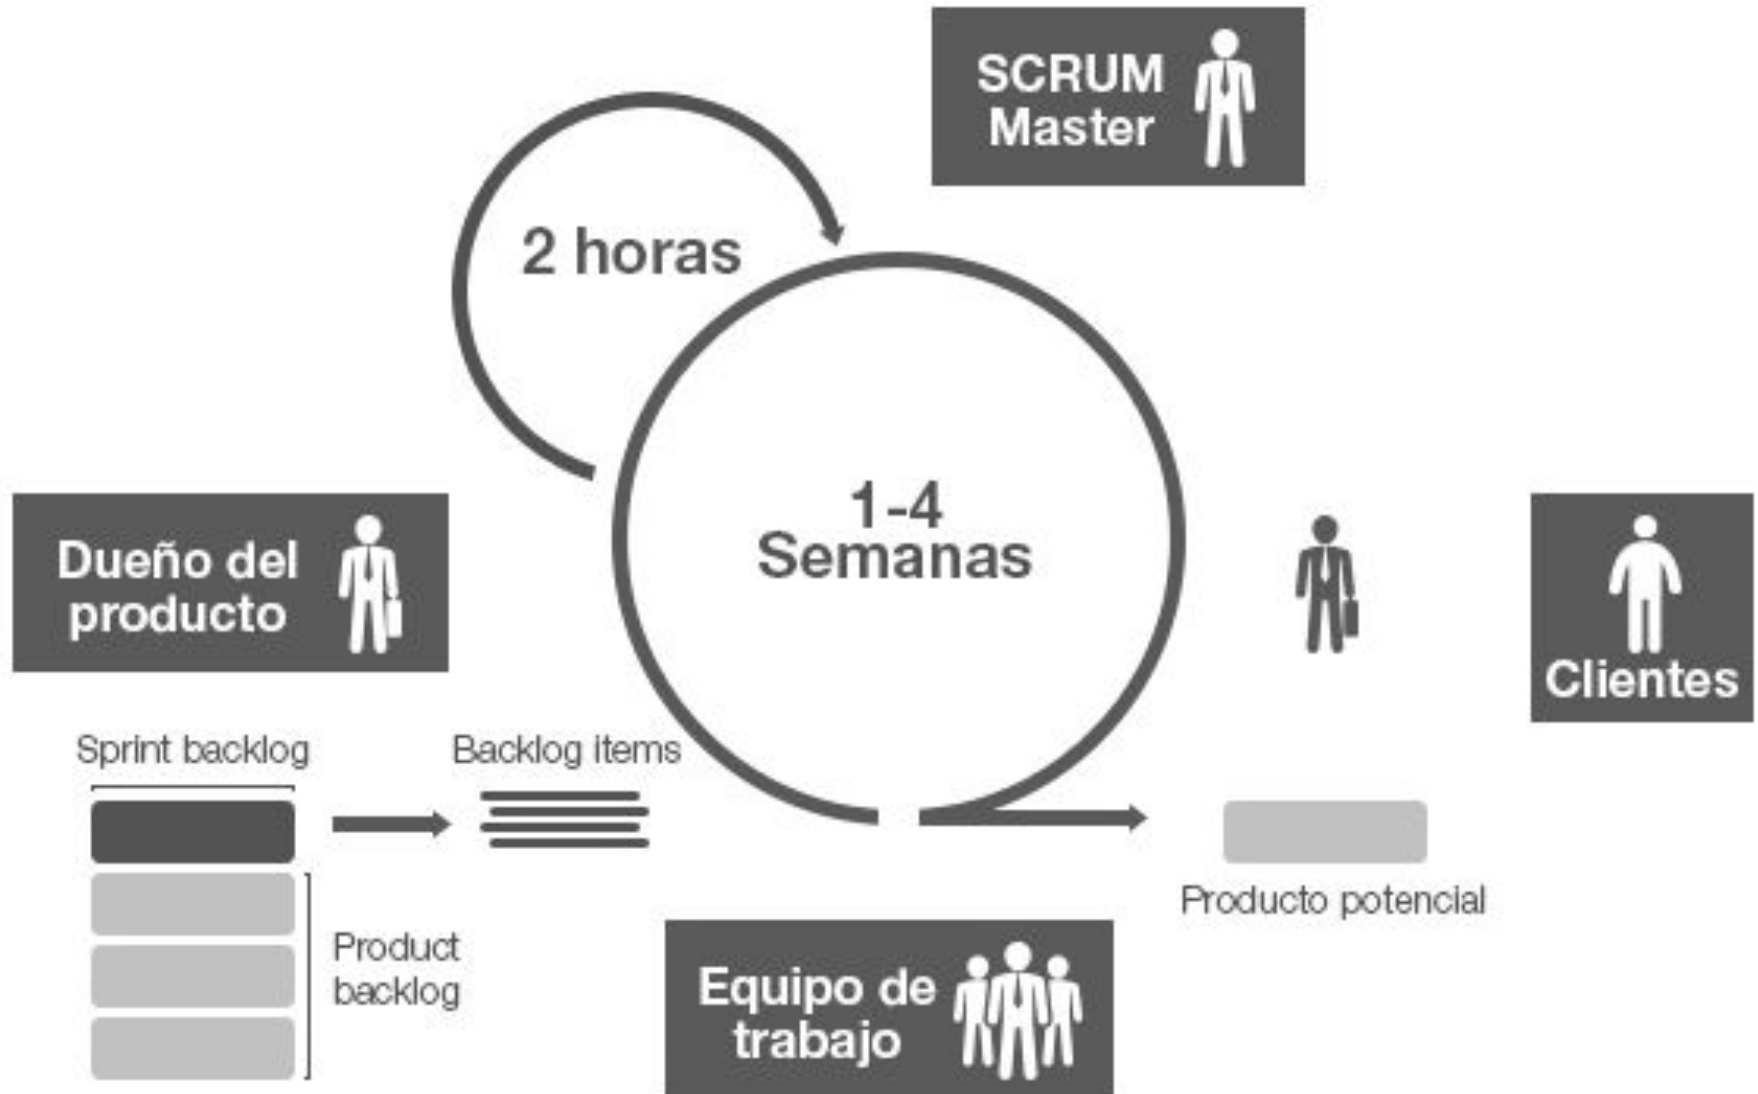 SCRUM
Master
2 horas
1-4
Semanas
Dueño del
producto
Clientes
Sprint backlog
Backlog items
Product
backlog
Producto potencial
Equipo de
trabajo